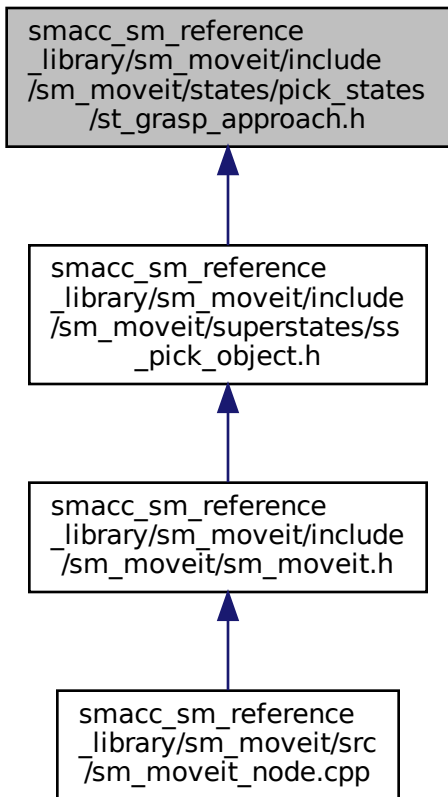 smacc_sm_reference
_library/sm_moveit/include
/sm_moveit/states/pick_states
/st_grasp_approach.h
smacc_sm_reference
_library/sm_moveit/include
/sm_moveit/superstates/ss
_pick_object.h
smacc_sm_reference
_library/sm_moveit/include
/sm_moveit/sm_moveit.h
smacc_sm_reference
_library/sm_moveit/src
/sm_moveit_node.cpp